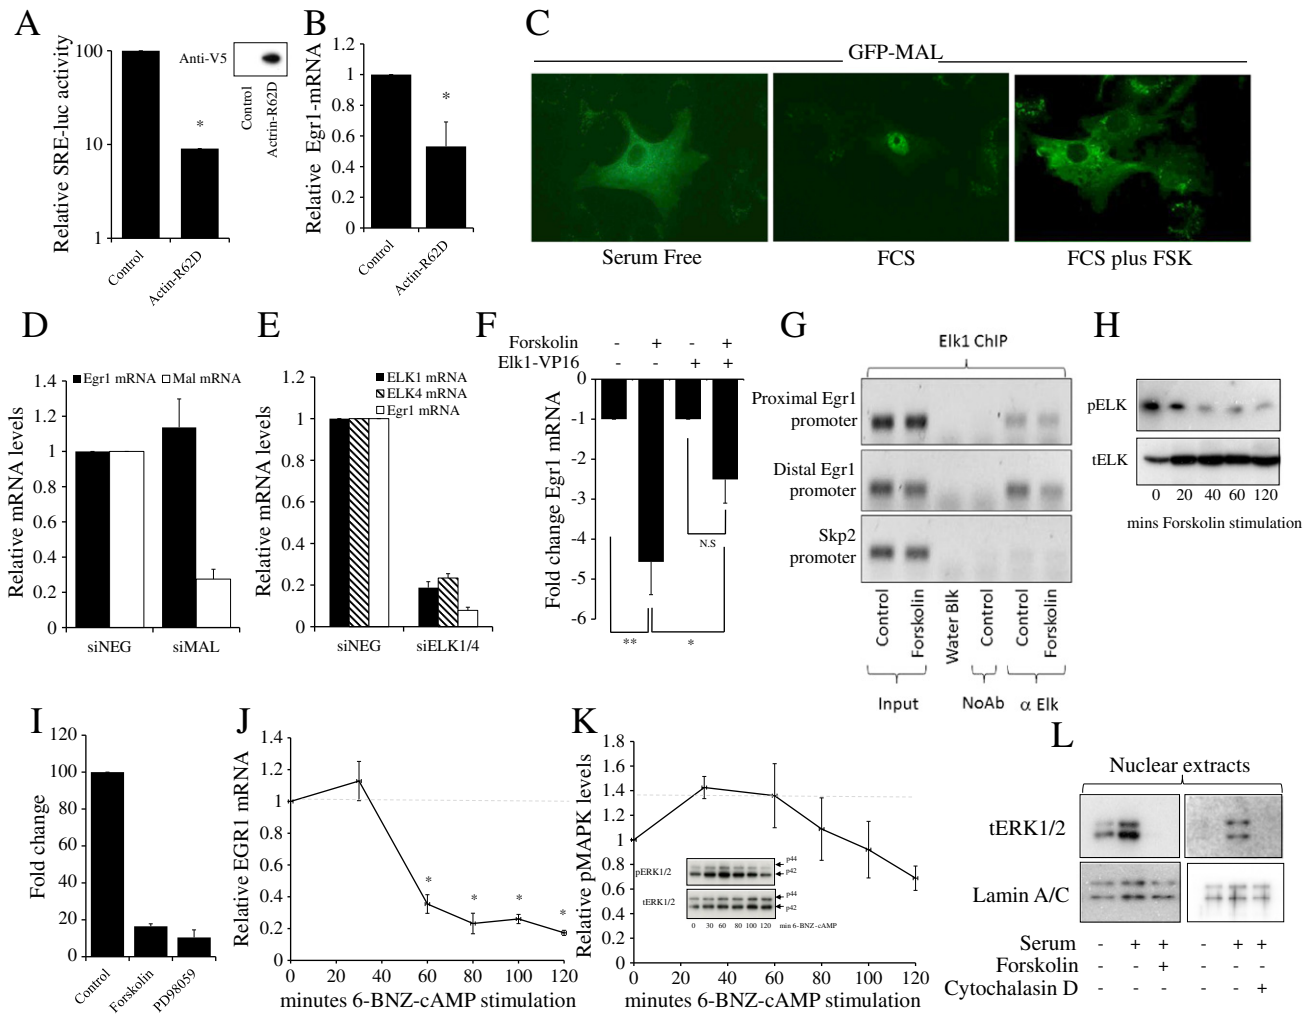 A
Relative SRE-luc activity
100
10
1
*
Control
Actin-R62D
Anti-V5
Control
Actrin-R62D
B
Relative Egr1-mRNA
1.2
1
0.8
0.6
0.4
0.2
0
*
Control
Actin-R62D
C
GFP-MAL
Serum Free
FCS
FCS plus FSK
D
Relative mRNA levels
Egr1 mRNA
Mal mRNA
1.4
1.2
1
0.8
0.6
0.4
0.2
0
siNEG
siMAL
E
Relative mRNA levels
ELK1 mRNA
ELK4 mRNA
Egr1 mRNA
1.2
1
0.8
0.6
0.4
0.2
0
siNEG
siELK1/4
F
Forskolin - + - +
Elk1-VP16 - - + +
Fold change Egr1 mRNA
0
-1
-2
-3
-4
-5
-6
N.S
**
*
G
Elk1 ChIP
Proximal Egr1
promoter
Distal Egr1
promoter
Skp2
promoter
Control
Forskolin
Water Blk
Control
Control
Forskolin
Input
NoAb
α Elk
H
pELK
tELK
0 20 40 60 120
mins Forskolin stimulation
I
Fold change
120
100
80
60
40
20
0
Control
Forskolin
PD98059
J
Relative EGR1 mRNA
1.4
1.2
1
0.8
0.6
0.4
0.2
0
* * * *
0 20 40 60 80 100 120
minutes 6-BNZ-cAMP stimulation
K
Relative pMAPK levels
1.8
1.6
1.4
1.2
1
0.8
0.6
0.4
0.2
0
pERK1/2
p44
p42
tERK1/2
p44
p42
0 30 60 80 100 120 min 6-BNZ-cAMP
0 20 40 60 80 100 120
minutes 6-BNZ-cAMP stimulation
L
Nuclear extracts
tERK1/2
Lamin A/C
Serum - + + - + +
Forskolin - - + - - -
Cytochalasin D - - - - - +